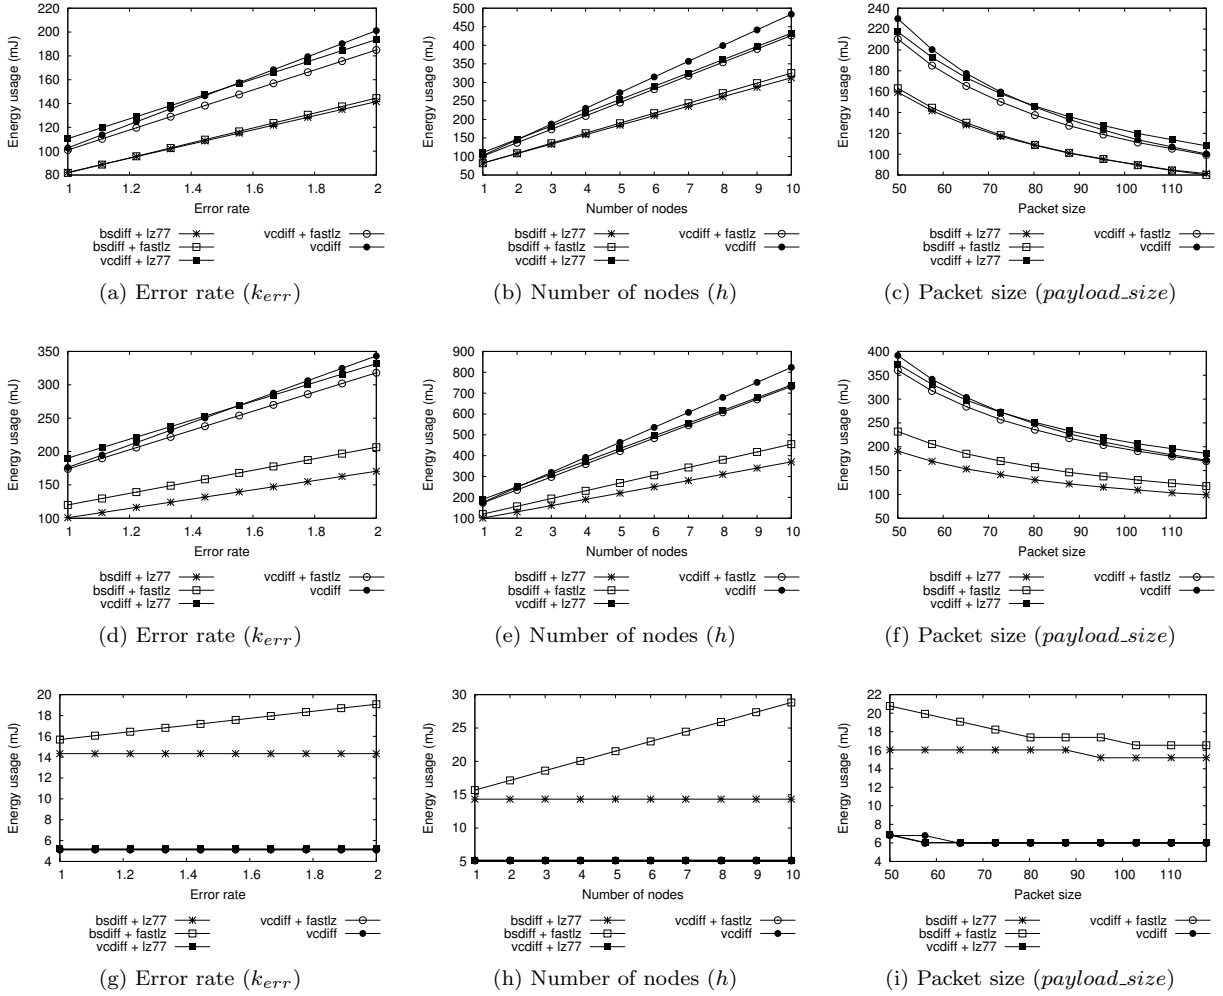 Energy usage (mJ)
220
200
180
160
140
120
100
80
1
1.2
1.4
1.6
1.8
2
Error rate
bsdiff + lz77
bsdiff + fastlz
vcdiff + lz77
vcdiff + fastlz
vcdiff
(a) Error rate (k_err)
Energy usage (mJ)
500
450
400
350
300
250
200
150
100
50
1
2
3
4
5
6
7
8
9
10
Number of nodes
bsdiff + lz77
bsdiff + fastlz
vcdiff + lz77
vcdiff + fastlz
vcdiff
(b) Number of nodes (h)
Energy usage (mJ)
240
220
200
180
160
140
120
100
80
50
60
70
80
90
100
110
Packet size
bsdiff + lz77
bsdiff + fastlz
vcdiff + lz77
vcdiff + fastlz
vcdiff
(c) Packet size (payload_size)
Energy usage (mJ)
350
300
250
200
150
100
1
1.2
1.4
1.6
1.8
2
Error rate
bsdiff + lz77
bsdiff + fastlz
vcdiff + lz77
vcdiff + fastlz
vcdiff
(d) Error rate (k_err)
Energy usage (mJ)
900
800
700
600
500
400
300
200
100
1
2
3
4
5
6
7
8
9
10
Number of nodes
bsdiff + lz77
bsdiff + fastlz
vcdiff + lz77
vcdiff + fastlz
vcdiff
(e) Number of nodes (h)
Energy usage (mJ)
400
350
300
250
200
150
100
50
50
60
70
80
90
100
110
Packet size
bsdiff + lz77
bsdiff + fastlz
vcdiff + lz77
vcdiff + fastlz
vcdiff
(f) Packet size (payload_size)
Energy usage (mJ)
20
18
16
14
12
10
8
6
4
1
1.2
1.4
1.6
1.8
2
Error rate
bsdiff + lz77
bsdiff + fastlz
vcdiff + lz77
vcdiff + fastlz
vcdiff
(g) Error rate (k_err)
Energy usage (mJ)
30
25
20
15
10
5
1
2
3
4
5
6
7
8
9
10
Number of nodes
bsdiff + lz77
bsdiff + fastlz
vcdiff + lz77
vcdiff + fastlz
vcdiff
(h) Number of nodes (h)
Energy usage (mJ)
22
20
18
16
14
12
10
8
6
4
50
60
70
80
90
100
110
Packet size
bsdiff + lz77
bsdiff + fastlz
vcdiff + lz77
vcdiff + fastlz
vcdiff
(i) Packet size (payload_size)